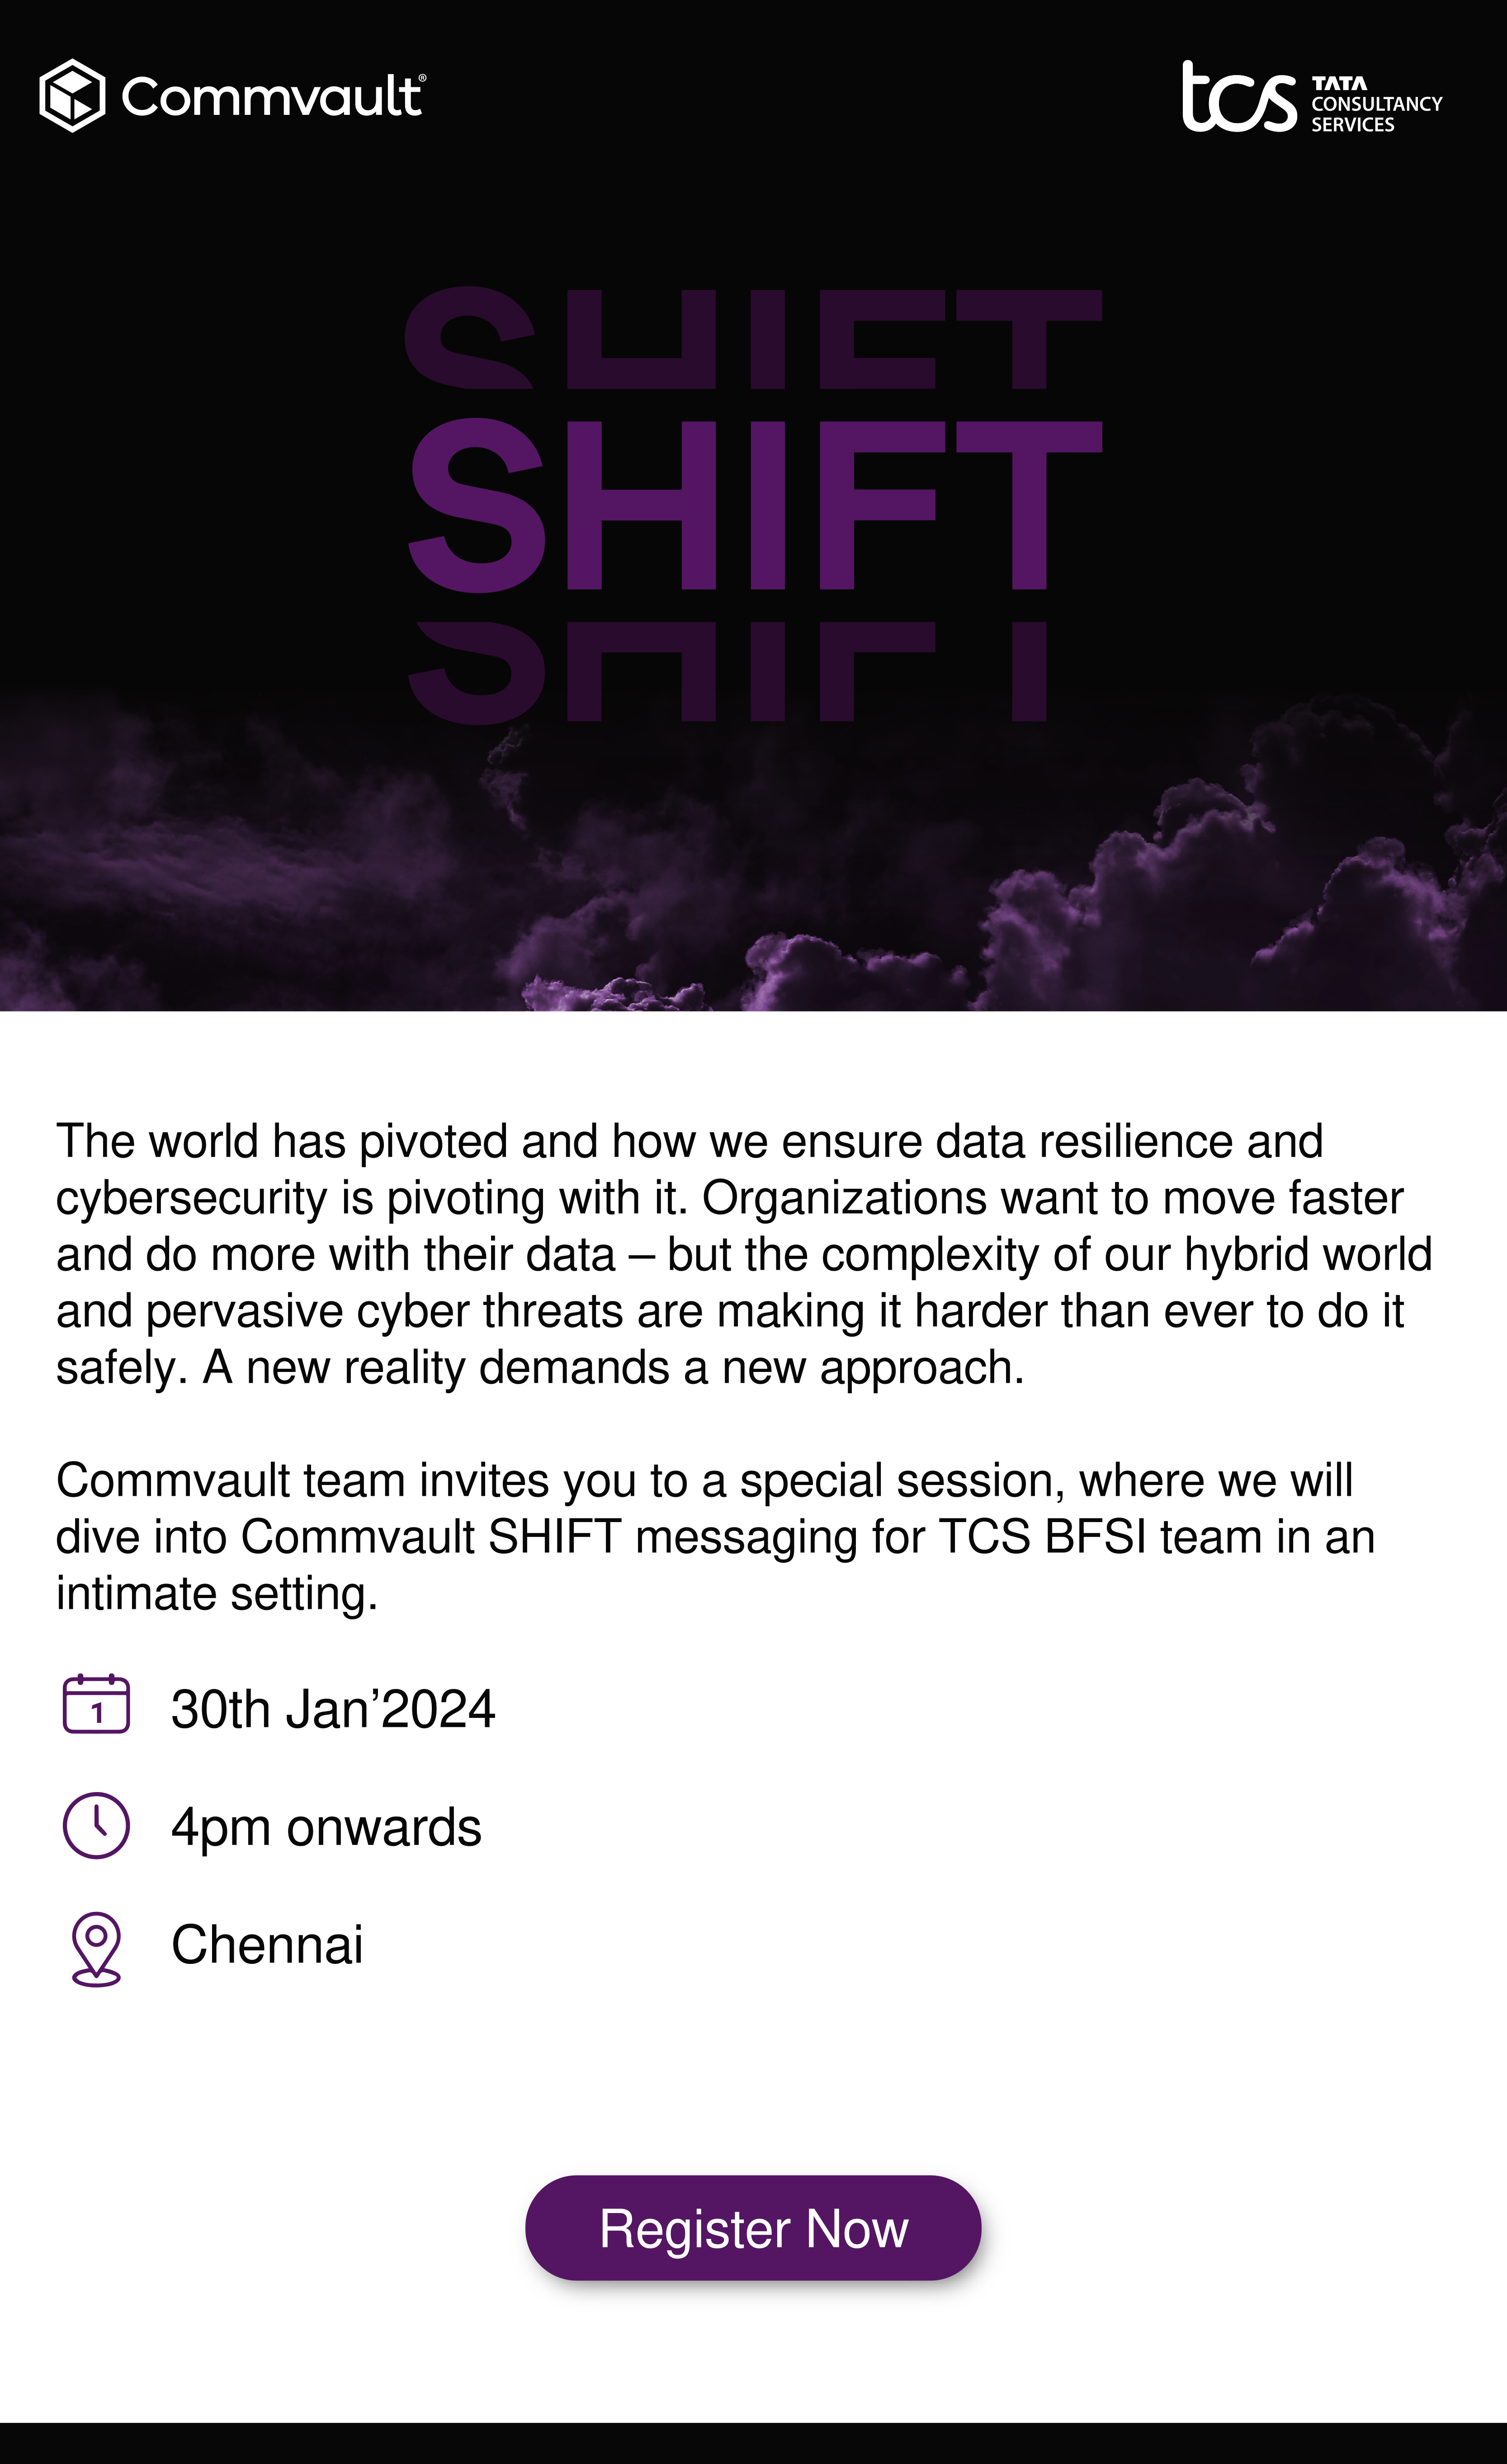 Commvault®
tcs TATA
CONSULTANCY
SERVICES
SHIFT
SHIFT
SHIFT
The world has pivoted and how we ensure data resilience and
cybersecurity is pivoting with it. Organizations want to move faster
and do more with their data – but the complexity of our hybrid world
and pervasive cyber threats are making it harder than ever to do it
safely. A new reality demands a new approach.
Commvault team invites you to a special session, where we will
dive into Commvault SHIFT messaging for TCS BFSI team in an
intimate setting.
1
30th Jan’2024
4pm onwards
Chennai
Register Now